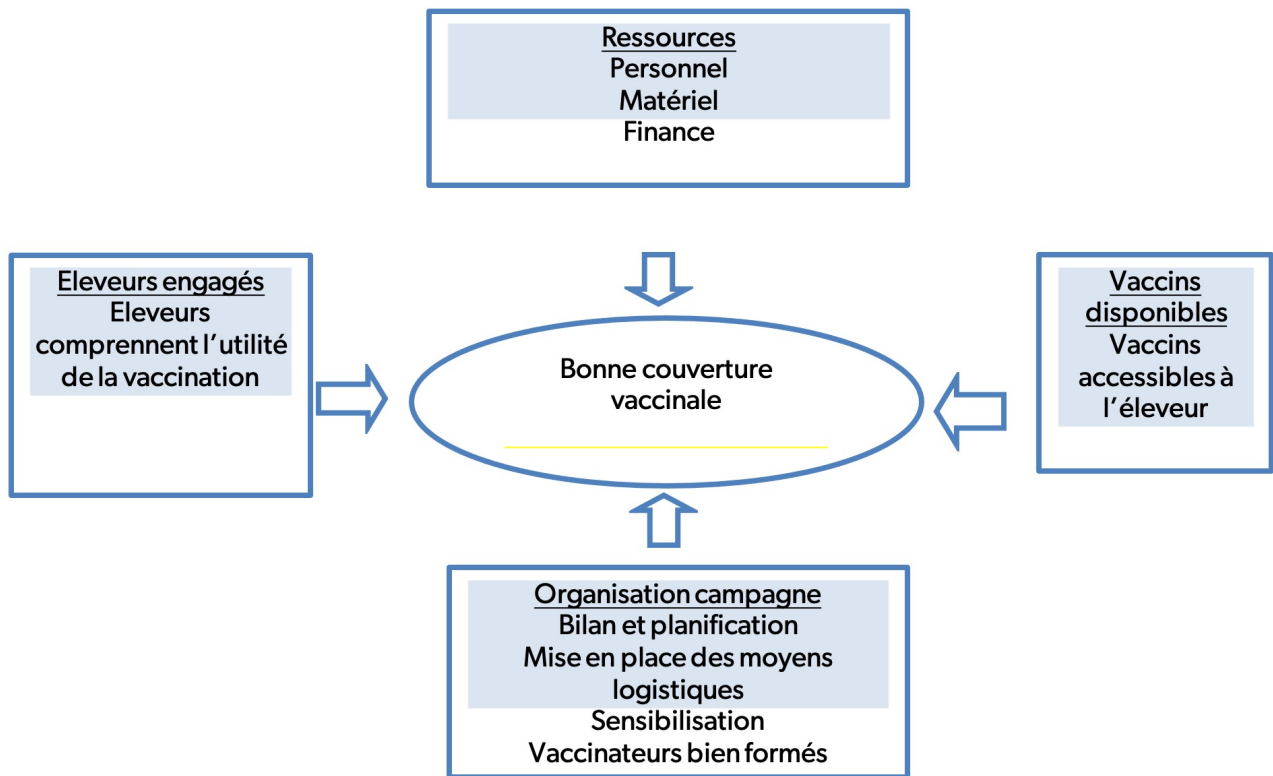 Ressources
Personnel
Matériel
Finance
Eleveurs engagés
Eleveurs
comprennent l’utilité
de la vaccination
Bonne couverture
vaccinale
Vaccins
disponibles
Vaccins
accessibles à
l’éleveur
Organisation campagne
Bilan et planification
Mise en place des moyens
logistiques
Sensibilisation
Vaccinateurs bien formés